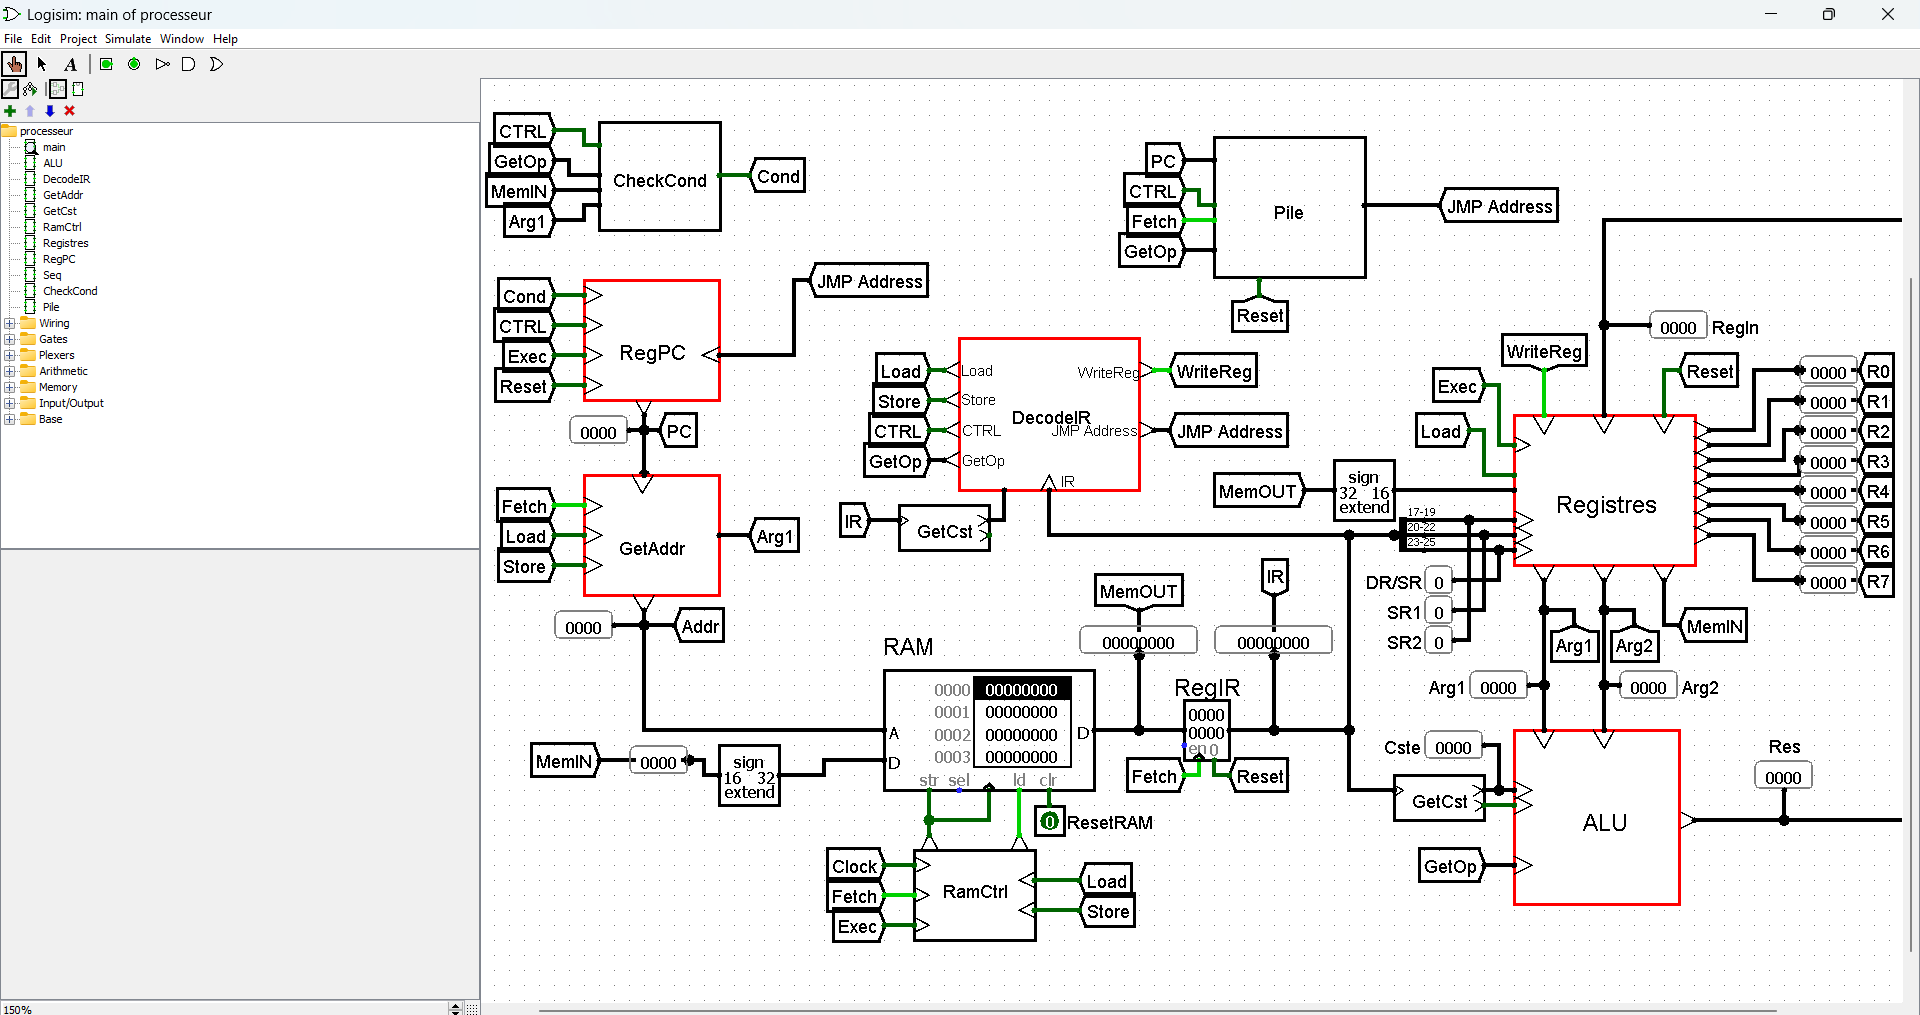 Logisim: main of processeur
File Edit Project Simulate Window Help
A
processeur
main
ALU
DecodeIR
GetAddr
GetCst
RamCtrl
Registres
RegPC
Seq
CheckCond
Pile
Wiring
Gates
Plexers
Arithmetic
Memory
Input/Output
Base
150%
CTRL
GetOp
MemIN
Arg1
CheckCond
Cond
PC
CTRL
Fetch
GetOp
Pile
JMP Address
Reset
Cond
CTRL
Exec
Reset
RegPC
JMP Address
0000
PC
Fetch
Load
Store
GetAddr
Arg1
0000
Addr
Load
Store
CTRL
GetOp
Load
Store
CTRL
GetOp
DecodeIR
WriteReg
JMP Address
IR
WriteReg
JMP Address
IR
GetCst
MemOUT
sign
32 16
extend
17-19
20-22
23-25
DR/SR 0
SR1 0
SR2 0
0000 RegIn
WriteReg
Reset
Exec
Load
Registres
0000 R0
0000 R1
0000 R2
0000 R3
0000 R4
0000 R5
0000 R6
0000 R7
Arg1
Arg2
MemIN
Arg1 0000
0000 Arg2
MemOUT
00000000
IR
00000000
RAM
0000 00000000
0001 00000000
0002 00000000
0003 00000000
A
D
D
str sel ld clr
RegIR
0000
0000
en 0
Fetch
Reset
MemIN
0000
sign
16 32
extend
0 ResetRAM
Clock
Fetch
Exec
RamCtrl
Load
Store
Cste 0000
GetCst
GetOp
ALU
Res
0000